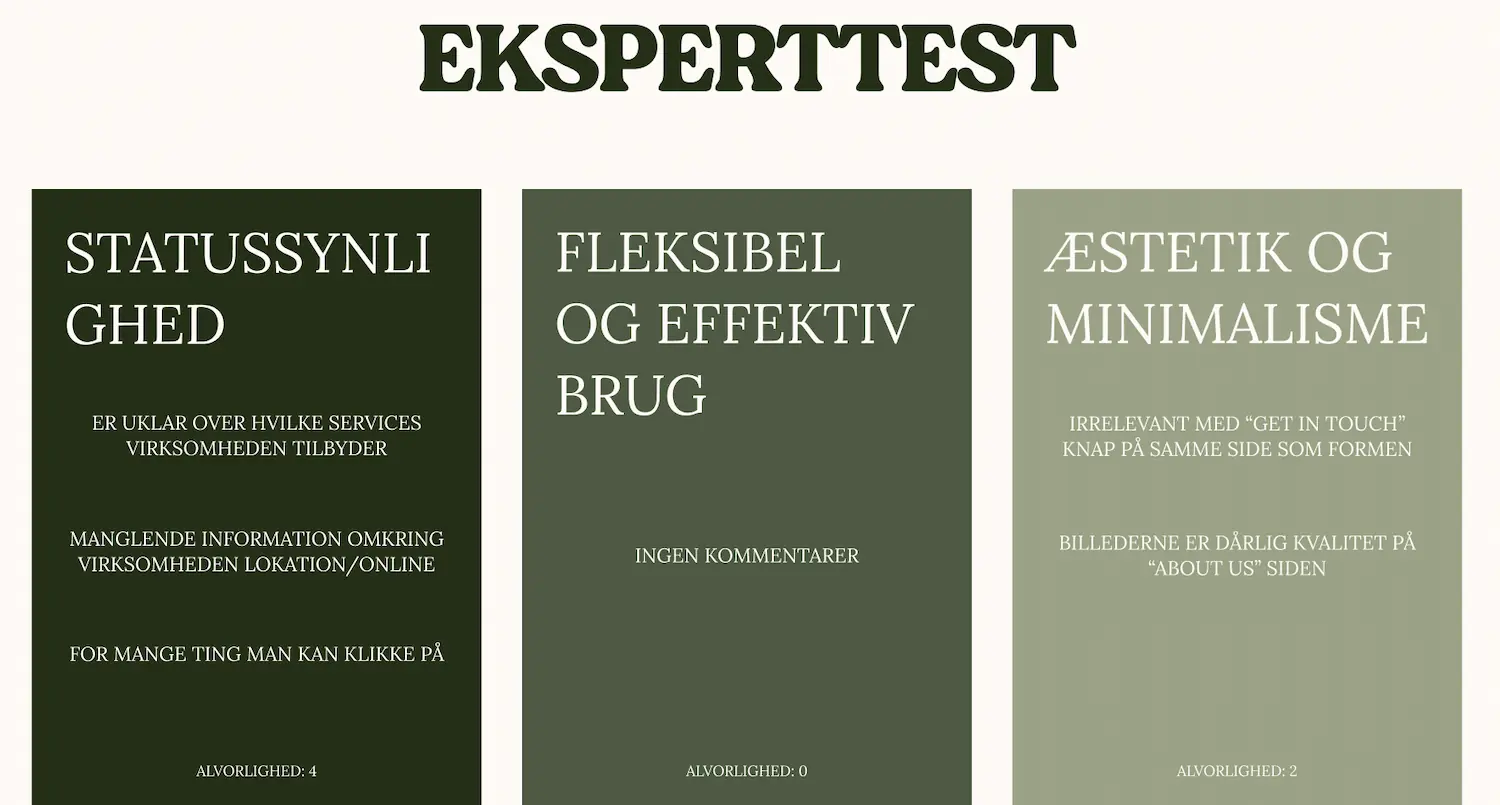 EKSPERTTEST
STATUSSYNLI
GHED
ER UKLAR OVER HVILKE SERVICES
VIRKSOMHEDEN TILBYDER
MANGLENDE INFORMATION OMKRING
VIRKSOMHEDEN LOKATION/ONLINE
FOR MANGE TING MAN KAN KLIKKE PÅ
ALVORLIGHED: 4
FLEKSIBEL
OG EFFEKTIV
BRUG
INGEN KOMMENTARER
ALVORLIGHED: 0
ÆSTETIK OG
MINIMALISME
IRRELEVANT MED “GET IN TOUCH”
KNAP PÅ SAMME SIDE SOM FORMEN
BILLEDERNE ER DÅRLIG KVALITET PÅ
“ABOUT US” SIDEN
ALVORLIGHED: 2